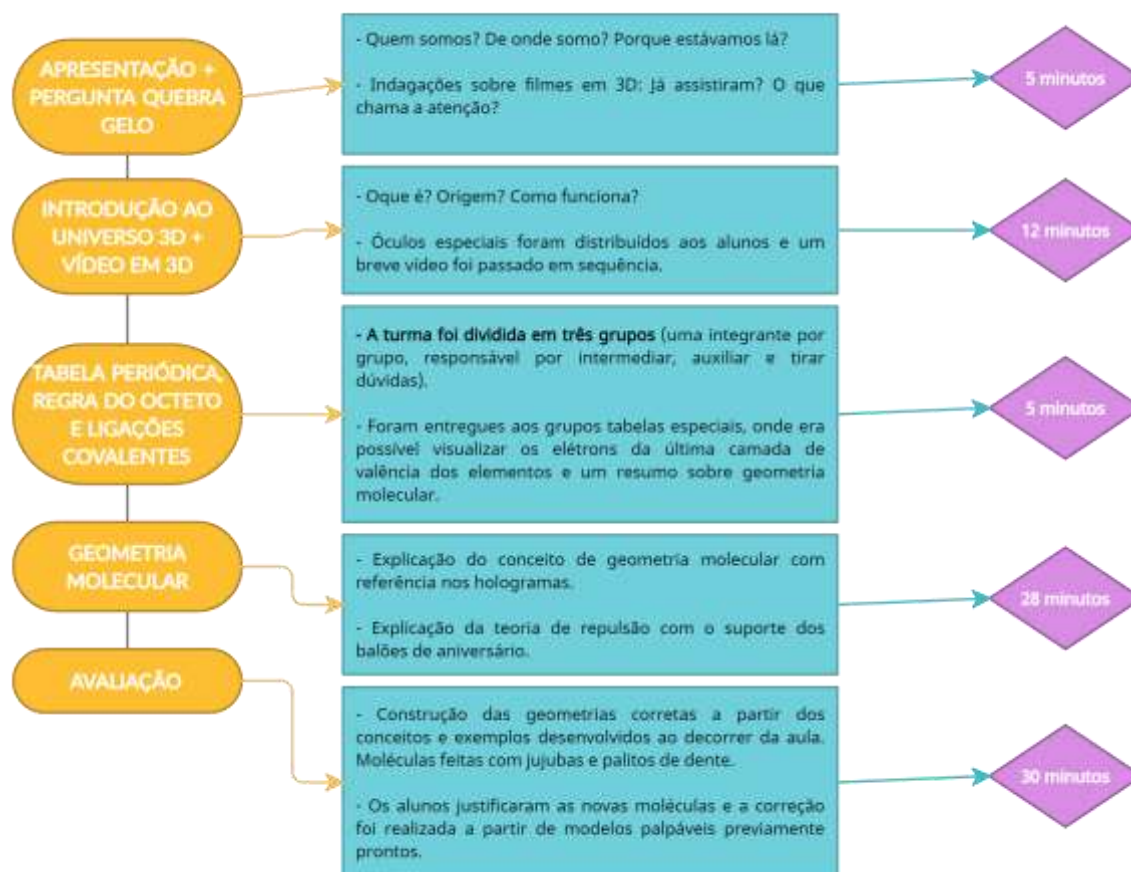 APRESENTAÇÃO +
PERGUNTA QUEBRA
GELO
- Quem somos? De onde somo? Porque estávamos lá?
- Indagações sobre filmes em 3D: Já assistiram? O que
chama a atenção?
5 minutos
INTRODUÇÃO AO
UNIVERSO 3D +
VÍDEO EM 3D
- Oque é? Origem? Como funciona?
- Óculos especiais foram distribuídos aos alunos e um
breve vídeo foi passado em sequência.
12 minutos
TABELA PERIÓDICA,
REGRA DO OCTETO
E LIGAÇÕES
COVALENTES
- A turma foi dividida em três grupos (uma integrante por
grupo, responsável por intermediar, auxiliar e tirar
dúvidas).
- Foram entregues aos grupos tabelas especiais, onde era
possível visualizar os elétrons da última camada de
valência dos elementos e um resumo sobre geometria
molecular.
5 minutos
GEOMETRIA
MOLECULAR
- Explicação do conceito de geometria molecular com
referência nos hologramas.
- Explicação da teoria de repulsão com o suporte dos
balões de aniversário.
28 minutos
AVALIAÇÃO
- Construção das geometrias corretas a partir dos
conceitos e exemplos desenvolvidos ao decorrer da aula.
Moléculas feitas com jujubas e palitos de dente.
- Os alunos justificaram as novas moléculas e a correção
foi realizada a partir de modelos palpáveis previamente
prontos.
30 minutos